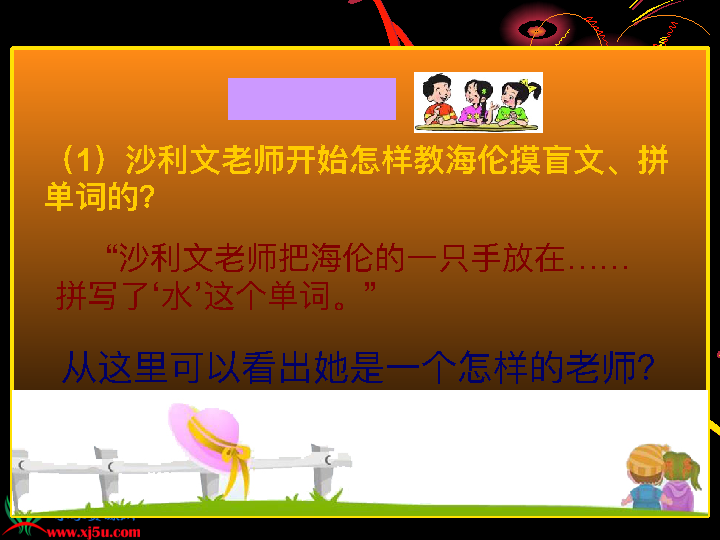 （1）沙利文老师开始怎样教海伦摸盲文、拼
单词的？
“沙利文老师把海伦的一只手放在……
拼写了‘水’这个单词。”
从这里可以看出她是一个怎样的老师？
www.xj5u.com